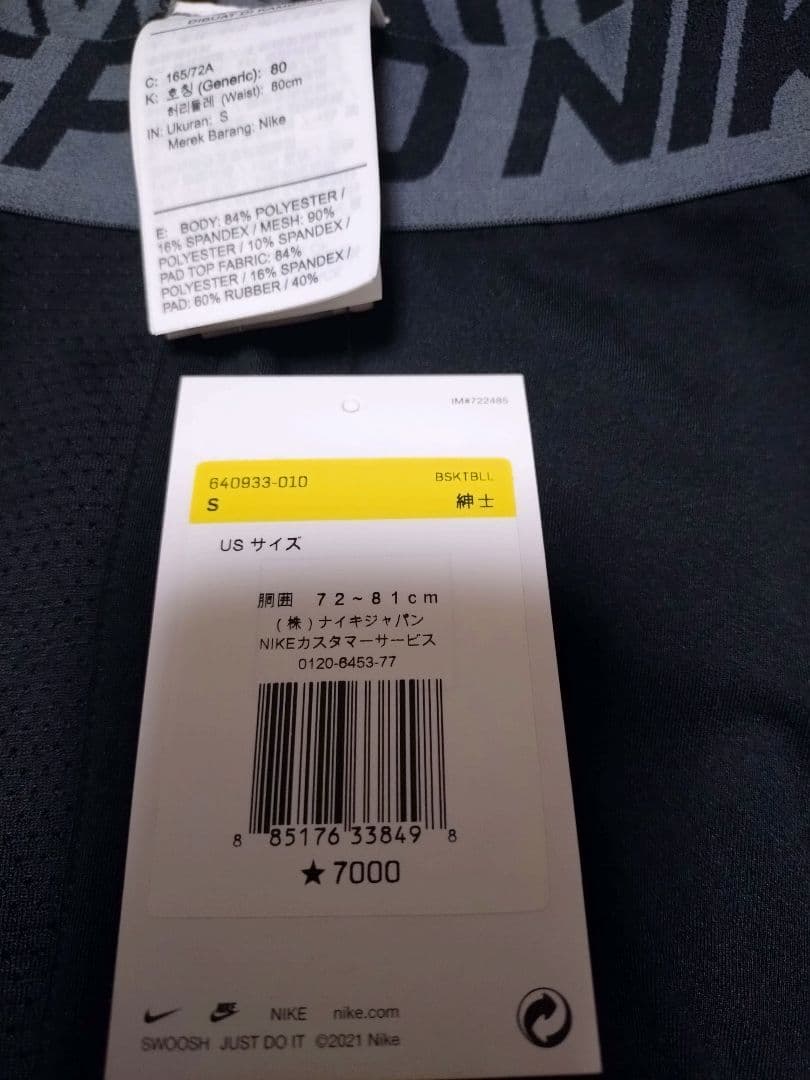 NIK
C: 165/72A
K: 호칭 (Generic): 80
허리둘레 (Waist): 80cm
IN: Ukuran: S
Merek Barang: Nike
E: BODY: 84% POLYESTER /
16% SPANDEX / MESH: 90%
POLYESTER / 10% SPANDEX /
PAD TOP FABRIC: 84%
POLYESTER / 16% SPANDEX /
PAD: 60% RUBBER / 40%
IM#722485
640933-010 BSKTBLL
S 紳士
US サイズ
胴囲 72~81cm
(株)ナイキジャパン
NIKEカスタマーサービス
0120-6453-77
8 85176 33849 8
★7000
NIKE nike.com
SWOOSH JUST DO IT ©2021 Nike